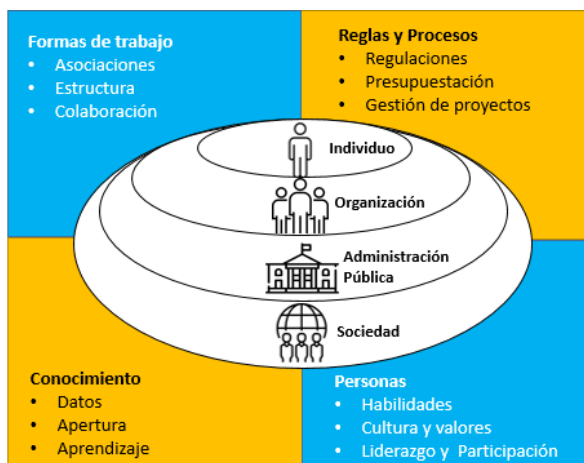 Formas de trabajo
• Asociaciones
• Estructura
• Colaboración
Reglas y Procesos
• Regulaciones
• Presupuestación
• Gestión de proyectos
Individuo
Organización
Administración
Pública
Sociedad
Conocimiento
• Datos
• Apertura
• Aprendizaje
Personas
• Habilidades
• Cultura y valores
• Liderazgo y Participación